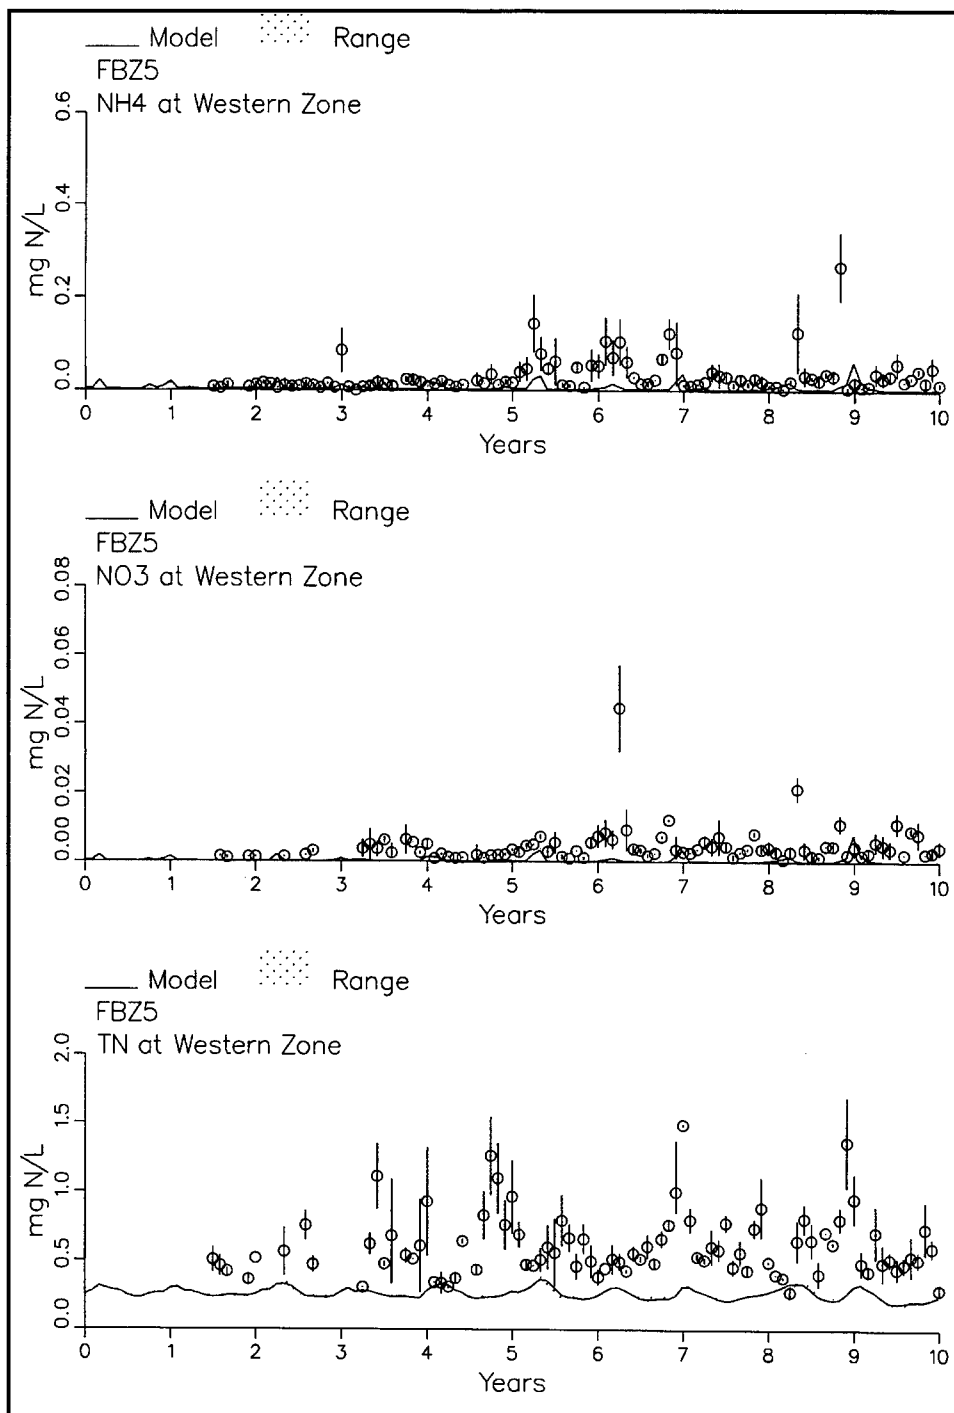 Model Range
FBZ5
NH4 at Western Zone
0.6
0.4
0.2
0.0
mg N/L
0 1 2 3 4 5 6 7 8 9 10
Years
Model Range
FBZ5
NO3 at Western Zone
0.08
0.06
0.04
0.02
0.00
mg N/L
0 1 2 3 4 5 6 7 8 9 10
Years
Model Range
FBZ5
TN at Western Zone
2.0
1.5
1.0
0.5
0.0
mg N/L
0 1 2 3 4 5 6 7 8 9 10
Years